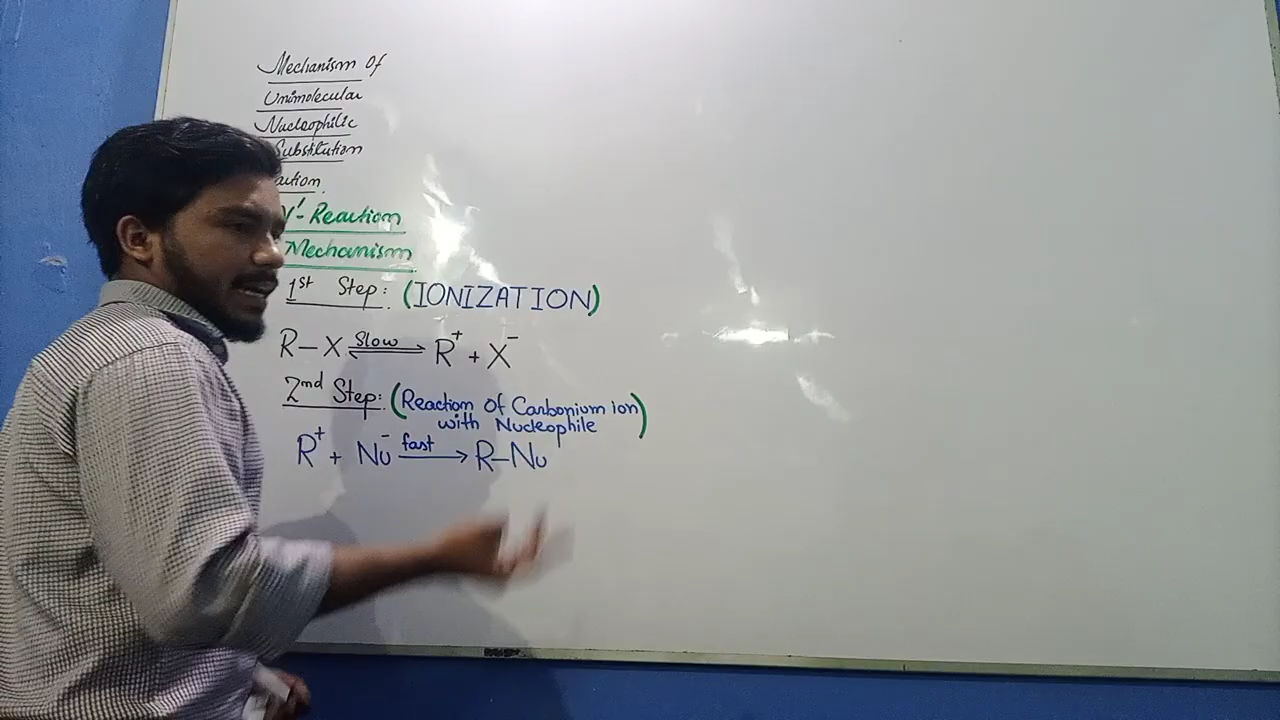 Mechanism Of
Unimolecular
Nucleophilic
Substitution
action.
N'-Reaction
Mechanism
1st Step: (IONIZATION)
R-X ⇌ Slow R⁺ + X⁻
2nd Step: (Reaction Of Carbonium ion
with Nucleophile)
R⁺ + Nu⁻ fast → R-Nu